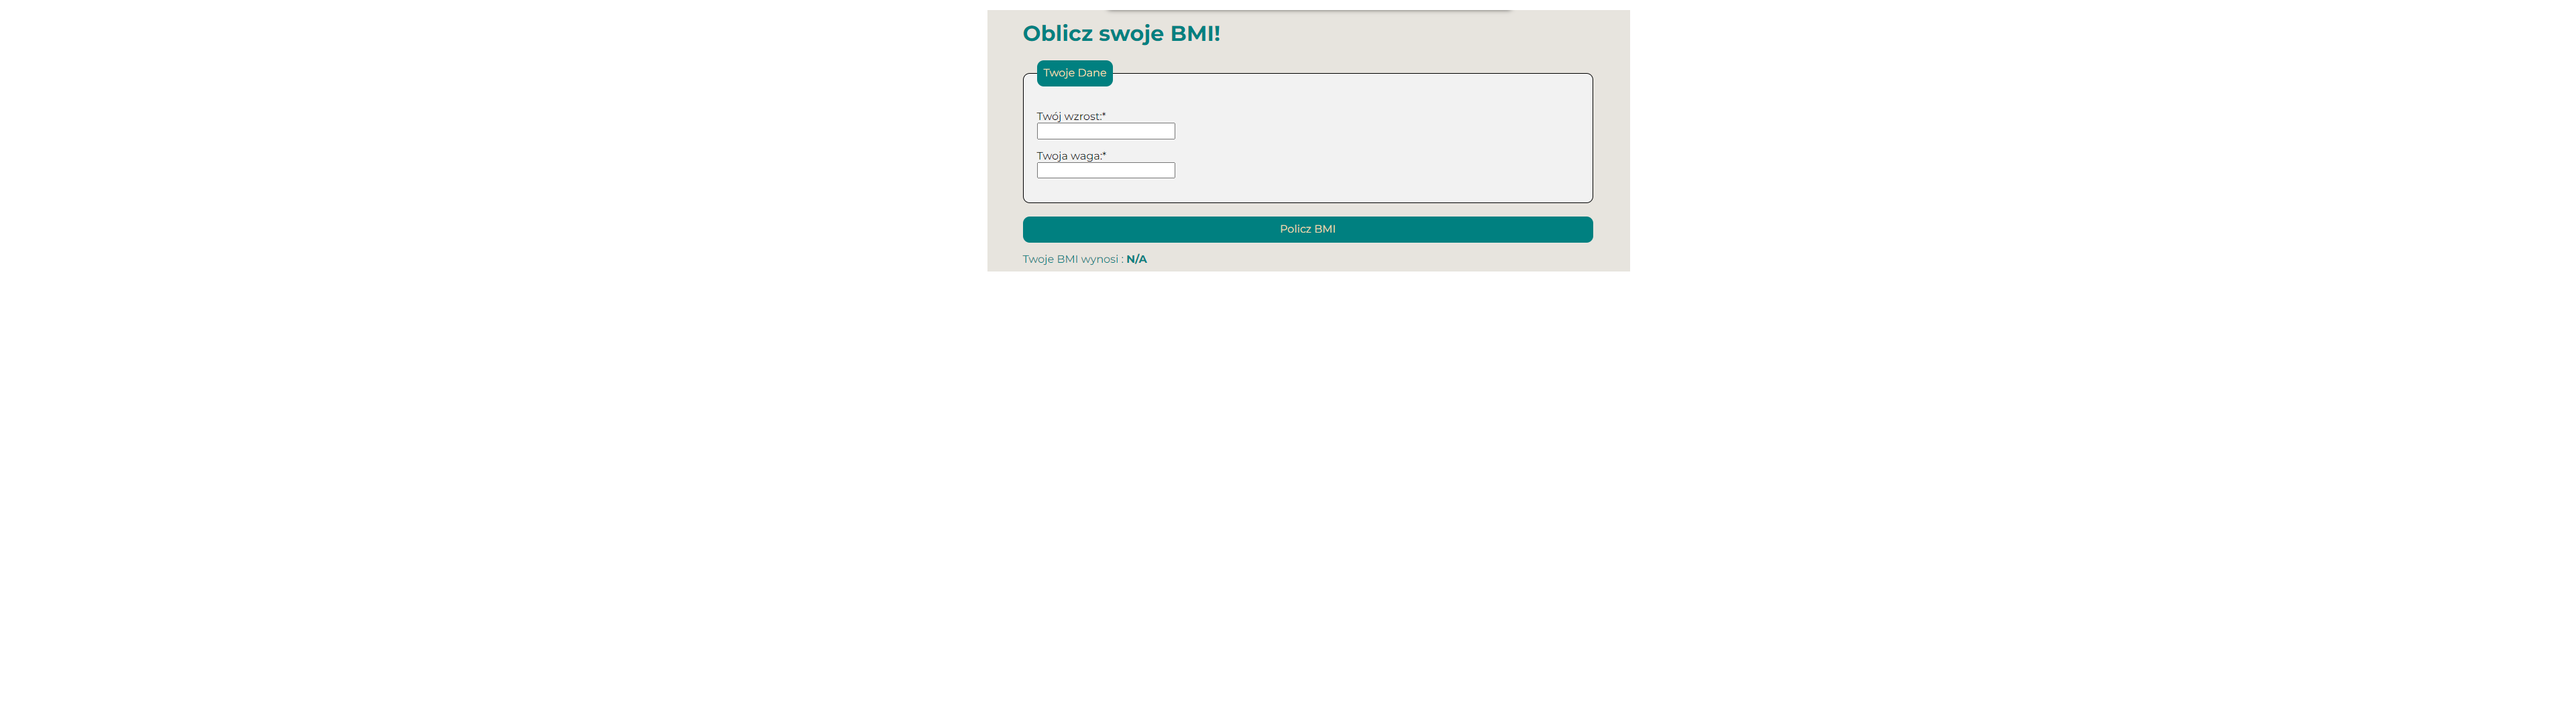 Oblicz swoje BMI!
Twoje Dane
Twój wzrost:*
Twoja waga:*
Policz BMI
Twoje BMI wynosi : N/A